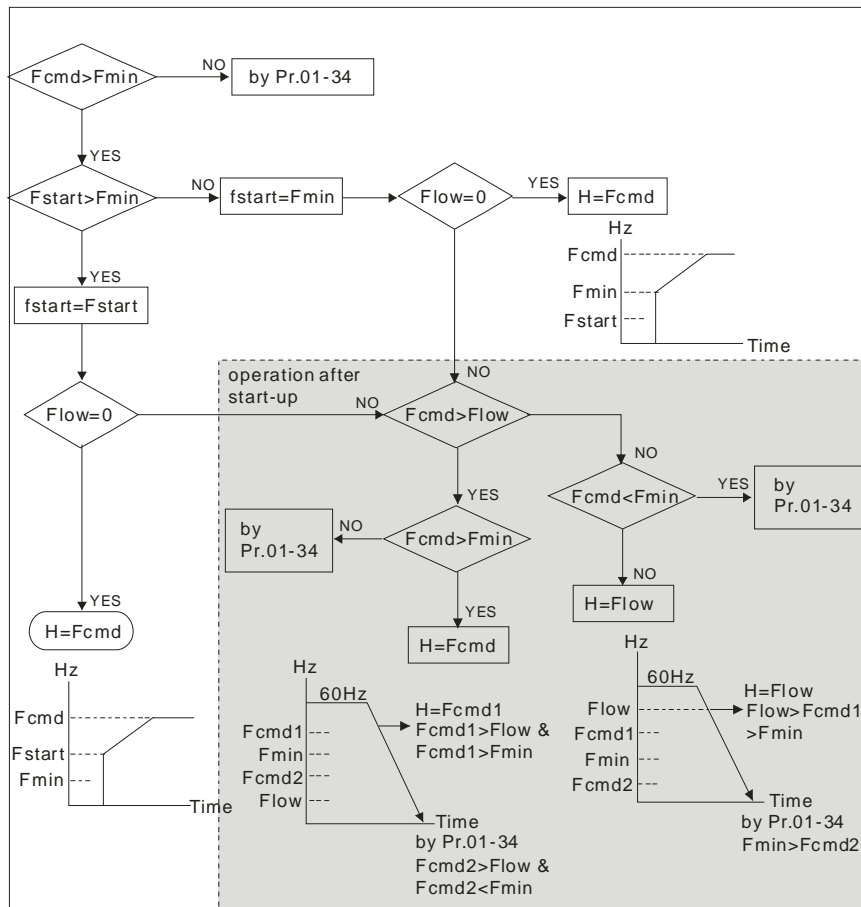 Fcmd>Fmin
NO
by Pr.01-34
YES
Fstart>Fmin
NO
fstart=Fmin
Flow=0
YES
H=Fcmd
Hz
Fcmd
Fmin
Fstart
Time
YES
fstart=Fstart
NO
operation after
start-up
Flow=0
NO
Fcmd>Flow
NO
YES
Fcmd<Fmin
YES
by
Pr.01-34
by
Pr.01-34
NO
Fcmd>Fmin
NO
H=Flow
YES
H=Fcmd
YES
H=Fcmd
Hz
Fcmd
Fstart
Fmin
Time
Hz
60Hz
H=Fcmd1
Fcmd1>Flow &
Fcmd1>Fmin
Fcmd1
Fmin
Fcmd2
Flow
Time
by Pr.01-34
Fcmd2>Flow &
Fcmd2<Fmin
Hz
60Hz
H=Flow
Flow>Fcmd1
>Fmin
Flow
Fcmd1
Fmin
Fcmd2
Time
by Pr.01-34
Fmin>Fcmd2